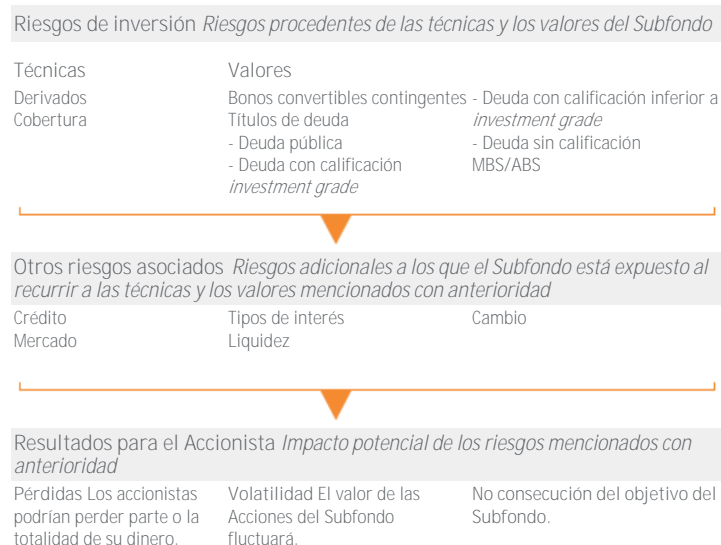 Riesgos de inversión Riesgos procedentes de las técnicas y los valores del Subfondo
Técnicas
Derivados
Cobertura
Valores
Bonos convertibles contingentes
Títulos de deuda
- Deuda pública
- Deuda con calificación
investment grade
- Deuda con calificación inferior a
investment grade
- Deuda sin calificación
MBS/ABS
Otros riesgos asociados Riesgos adicionales a los que el Subfondo está expuesto al
recurrir a las técnicas y los valores mencionados con anterioridad
Crédito
Mercado
Tipos de interés
Liquidez
Cambio
Resultados para el Accionista Impacto potencial de los riesgos mencionados con
anterioridad
Pérdidas Los accionistas
podrían perder parte o la
totalidad de su dinero.
Volatilidad El valor de las
Acciones del Subfondo
fluctuará.
No consecución del objetivo del
Subfondo.